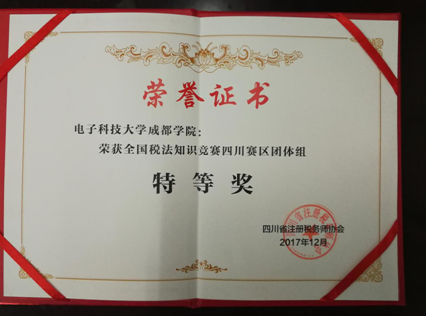 荣誉证书
电子科技大学成都学院：
荣获全国税法知识竞赛四川赛区团体组
特等奖
四川省注册税务师协会
2017年12月